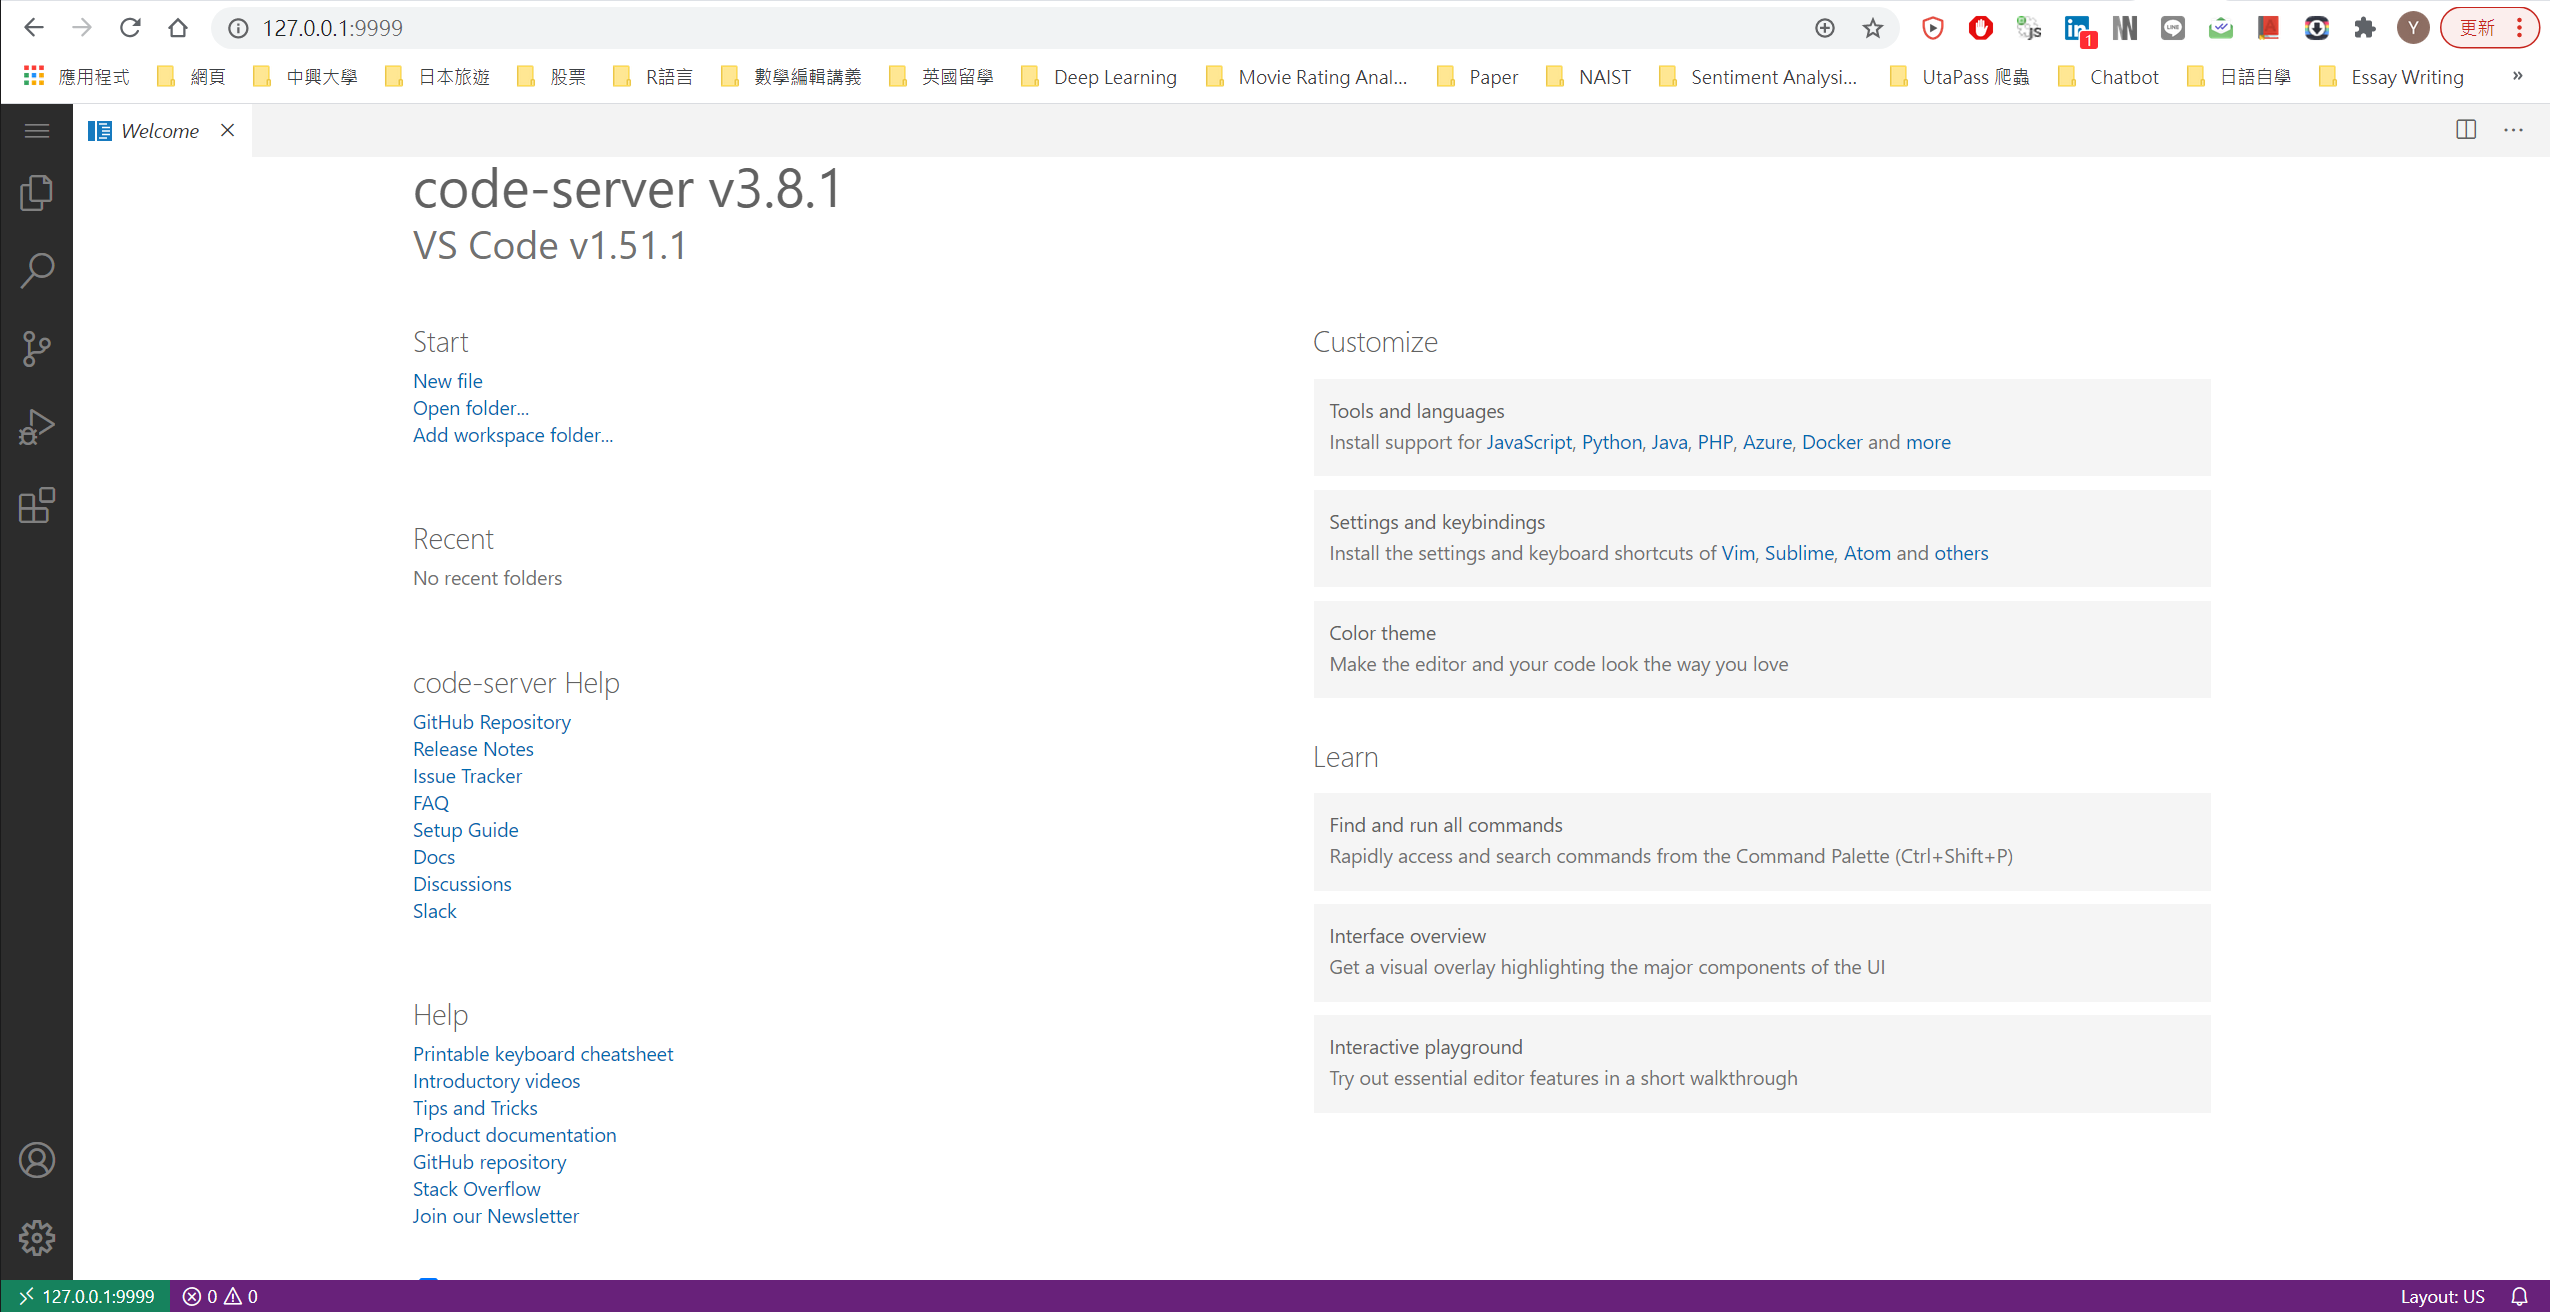 127.0.0.1:9999
更新
應用程式 網頁 中興大學 日本旅遊 股票 R語言 數學編輯講義 英國留學 Deep Learning Movie Rating Anal... Paper NAIST Sentiment Analysi... UtaPass 爬蟲 Chatbot 日語自學 Essay Writing »
Welcome
code-server v3.8.1
VS Code v1.51.1
Start
New file
Open folder...
Add workspace folder...
Recent
No recent folders
code-server Help
GitHub Repository
Release Notes
Issue Tracker
FAQ
Setup Guide
Docs
Discussions
Slack
Help
Printable keyboard cheatsheet
Introductory videos
Tips and Tricks
Product documentation
GitHub repository
Stack Overflow
Join our Newsletter
Customize
Tools and languages
Install support for JavaScript, Python, Java, PHP, Azure, Docker and more
Settings and keybindings
Install the settings and keyboard shortcuts of Vim, Sublime, Atom and others
Color theme
Make the editor and your code look the way you love
Learn
Find and run all commands
Rapidly access and search commands from the Command Palette (Ctrl+Shift+P)
Interface overview
Get a visual overlay highlighting the major components of the UI
Interactive playground
Try out essential editor features in a short walkthrough
127.0.0.1:9999 0 0 Layout: US